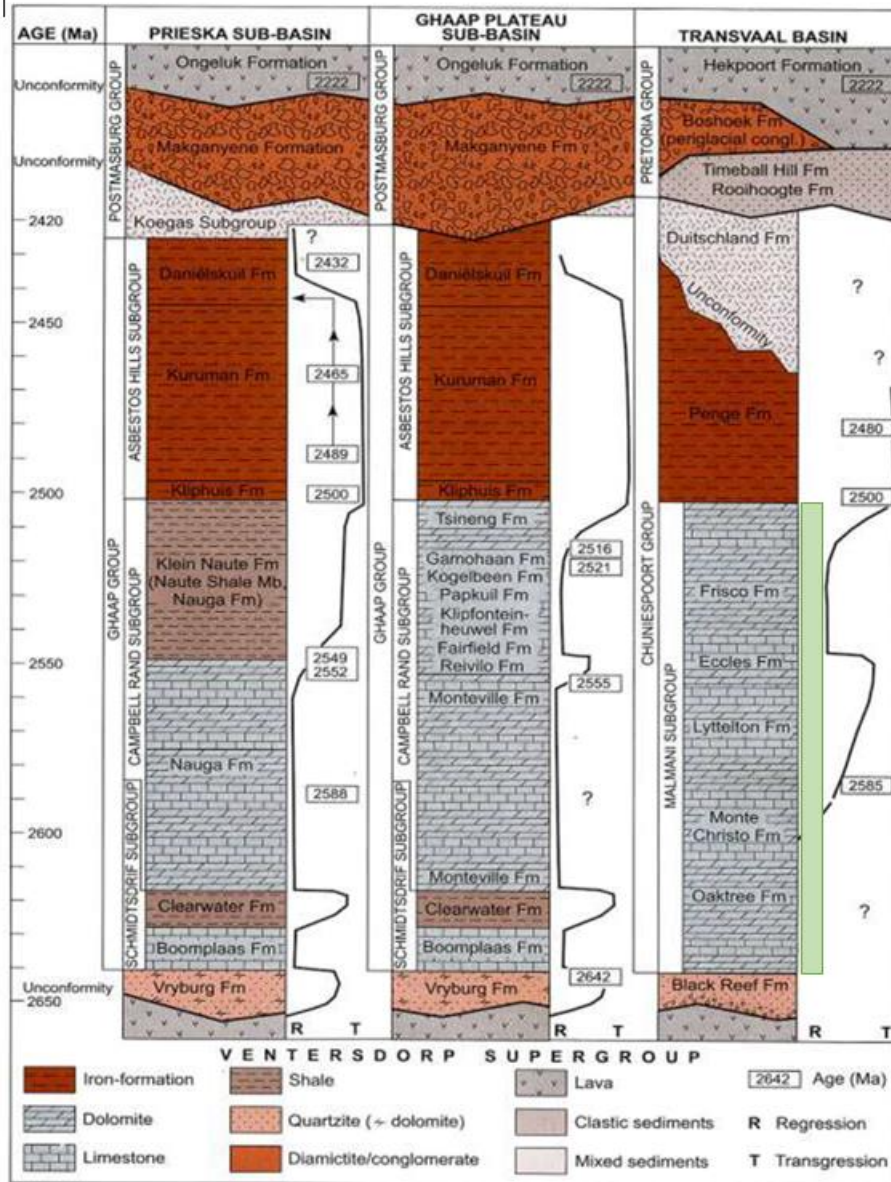 AGE (Ma)
Unconformity
Unconformity
2420
2450
2500
2550
2600
Unconformity
2650
PRIESKA SUB-BASIN
POSTMASBURG GROUP
Ongeluk Formation
2222
Makganyene Formation
Koegas Subgroup
GHAAP GROUP
ASBESTOS HILLS SUBGROUP
CAMPBELL RAND SUBGROUP
SCHMIDTSDRIF SUBGROUP
?
Daniëlskuil Fm
2432
Kuruman Fm
2465
2489
Kliphuis Fm
2500
Klein Naute Fm
(Naute Shale Mb,
Nauga Fm)
2549
2552
Nauga Fm
2588
Clearwater Fm
Boomplaas Fm
Vryburg Fm
R T
GHAAP PLATEAU
SUB-BASIN
POSTMASBURG GROUP
Ongeluk Formation
2222
Makganyene Fm
GHAAP GROUP
ASBESTOS HILLS SUBGROUP
CAMPBELL RAND SUBGROUP
SCHMIDTSDRIF SUBGROUP
Daniëlskuil Fm
Kuruman Fm
Kliphuis Fm
Tsineng Fm
Gamohaan Fm
2516
Kogelbeen Fm
2521
Papkuil Fm
Klipfontein-
heuwel Fm
Fairfield Fm
Reivilo Fm
2555
Monteville Fm
?
Monteville Fm
Clearwater Fm
Boomplaas Fm
2642
Vryburg Fm
R T
TRANSVAAL BASIN
PRETORIA GROUP
Hekpoort Formation
2222
Boshoek Fm
(periglacial congl.)
Timeball Hill Fm
Rooihoogte Fm
CHUNIESPOORT GROUP
MALMANI SUBGROUP
Duitschland Fm
?
Unconformity
?
Penge Fm
2480
2500
Frisco Fm
Eccles Fm
Lyttelton Fm
2585
Monte
Christo Fm
Oaktree Fm
?
Black Reef Fm
R T
VENTERSDORP SUPERGROUP
Iron-formation
Dolomite
Limestone
Shale
Quartzite (+ dolomite)
Diamictite/conglomerate
Lava
Clastic sediments
Mixed sediments
2642 Age (Ma)
R Regression
T Transgression